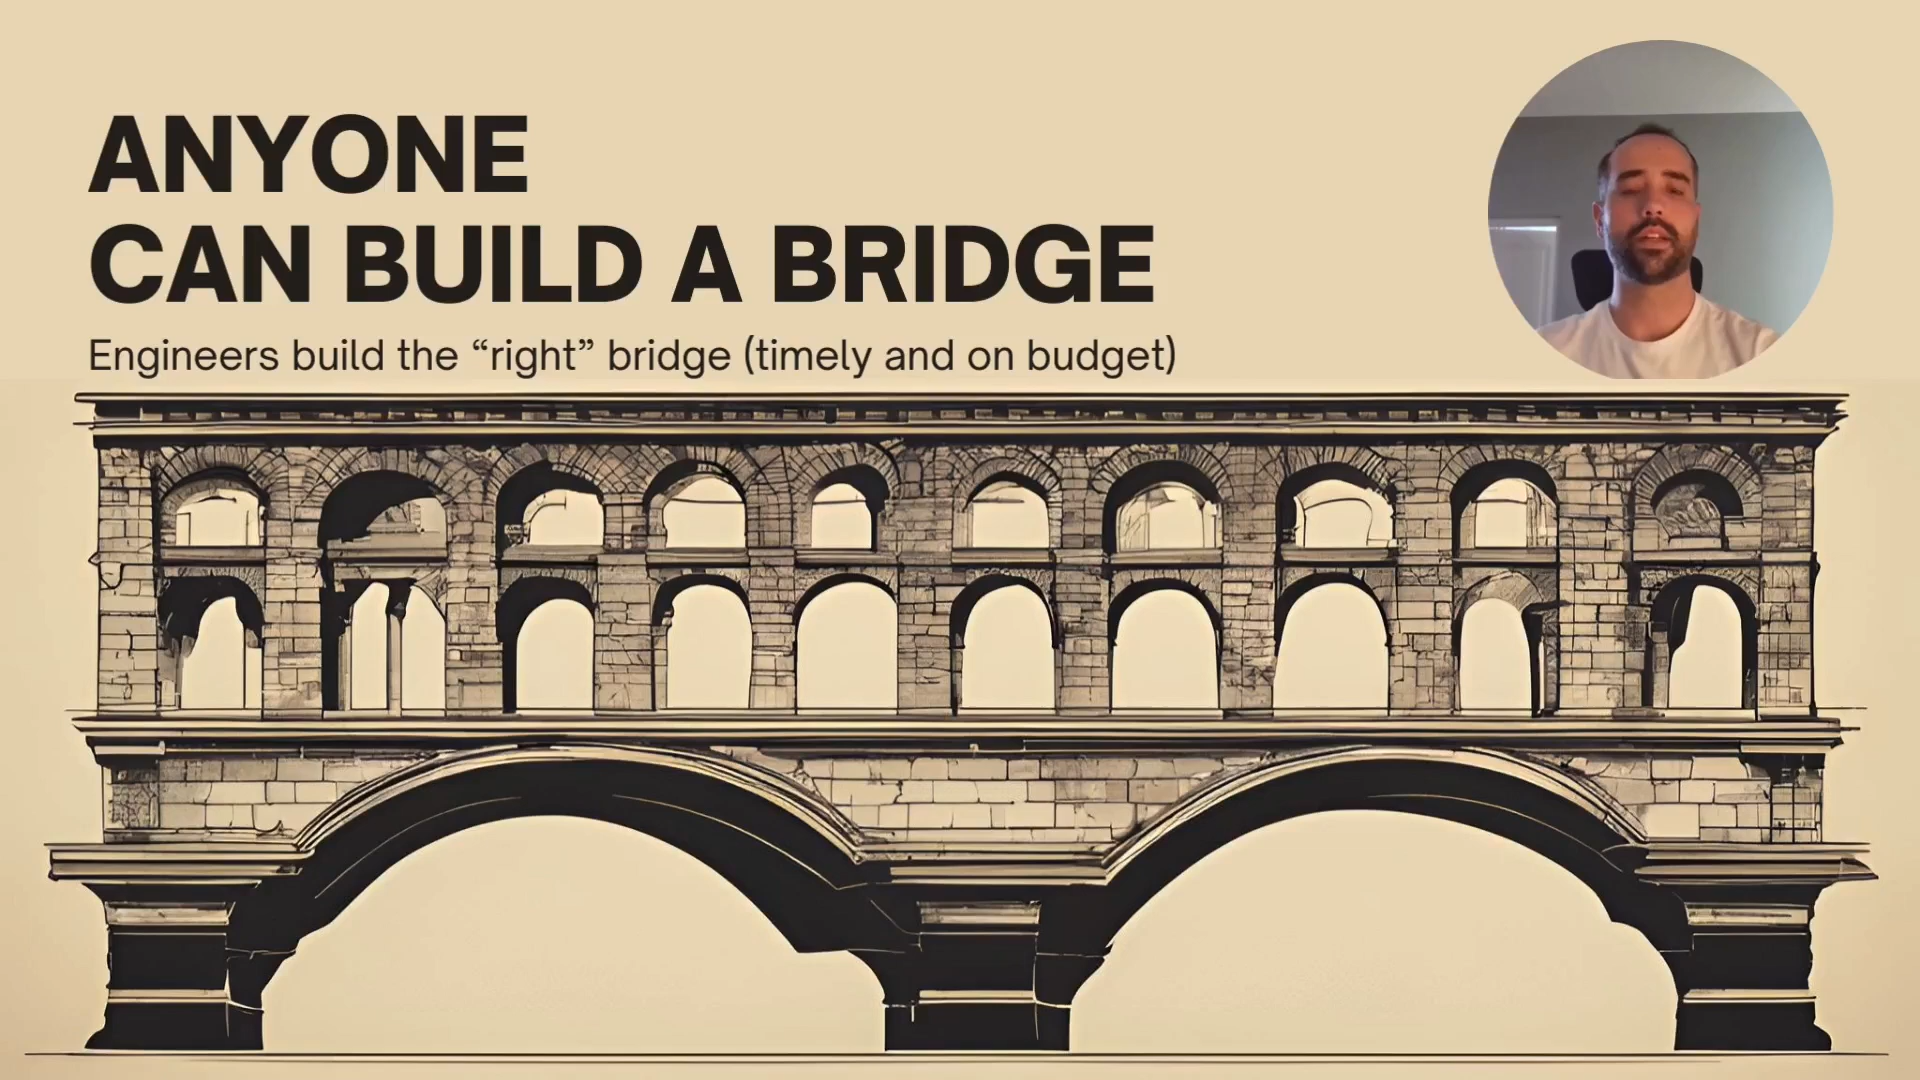 ANYONE
CAN BUILD A BRIDGE
Engineers build the “right” bridge (timely and on budget)